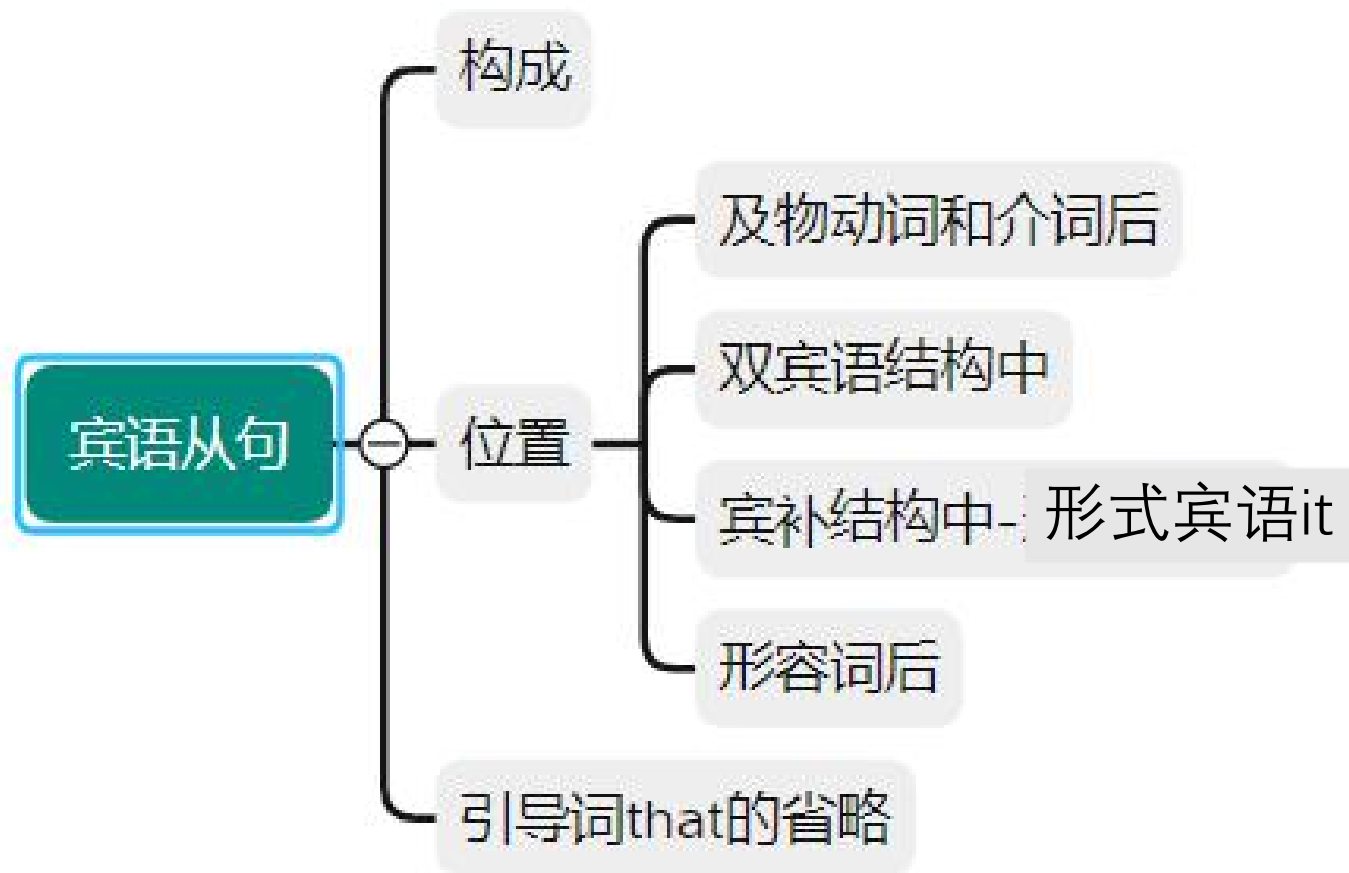 构成
及物动词和介词后
双宾语结构中
宾语从句
位置
宾补结构中-形式宾语it
形容词后
引导词that的省略